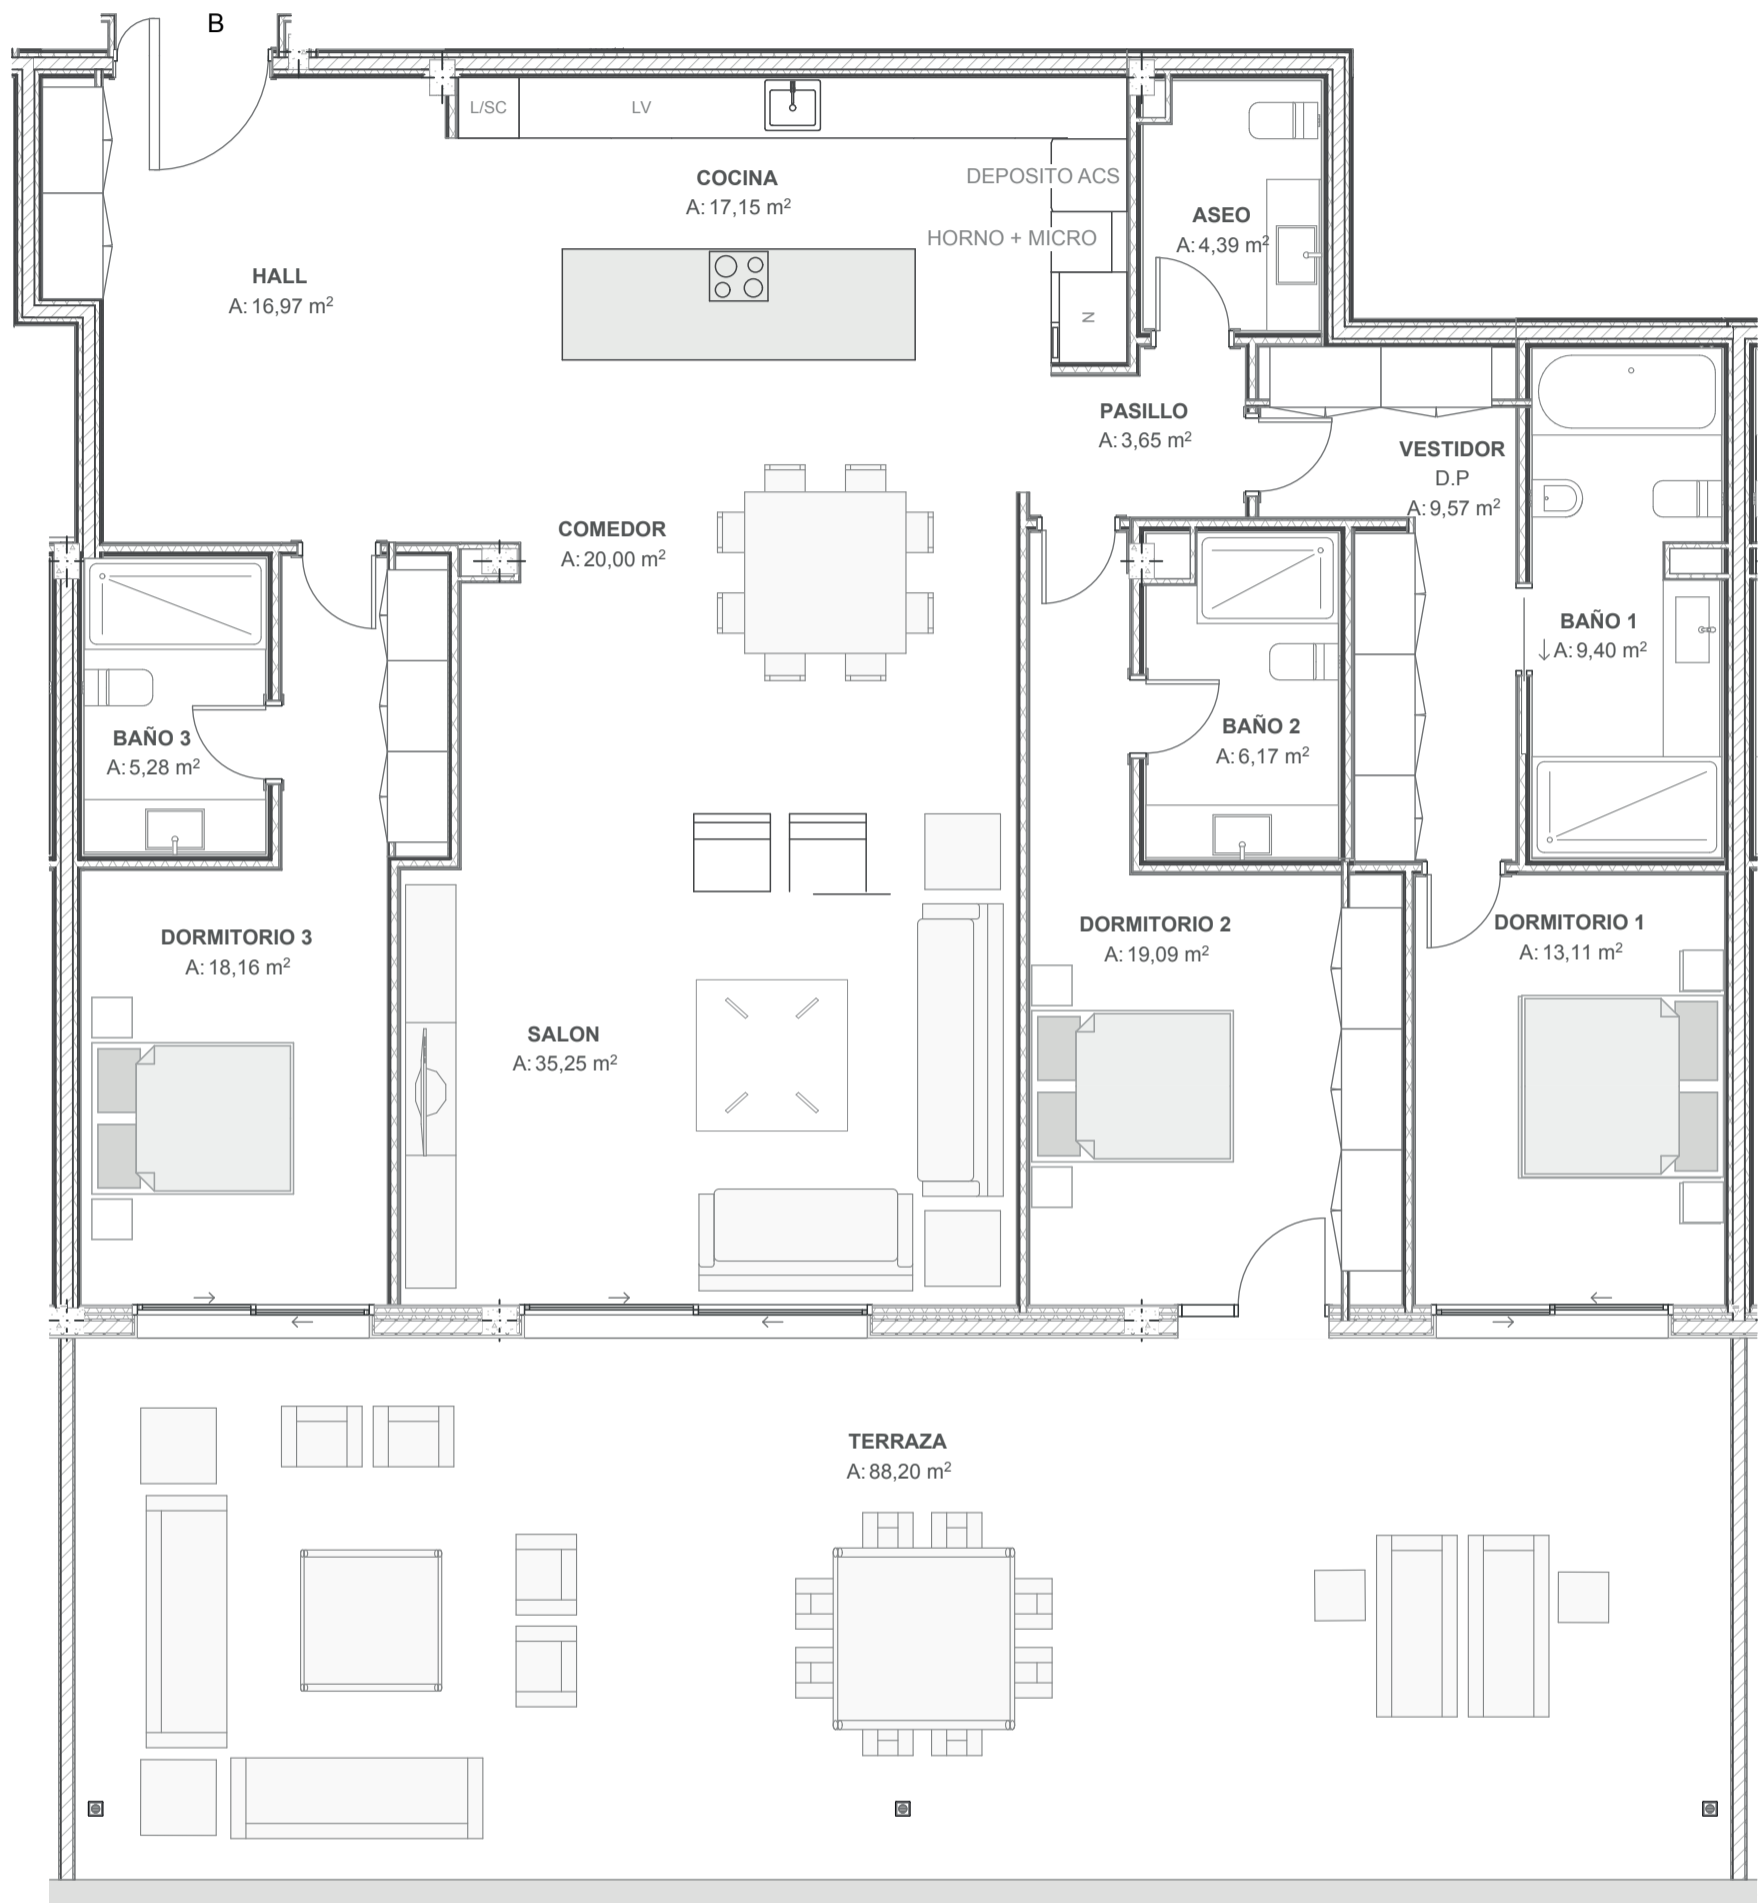 B
L/SC
LV
COCINA
A: 17,15 m²
DEPOSITO ACS
HORNO + MICRO
N
ASEO
A: 4,39 m²
HALL
A: 16,97 m²
PASILLO
A: 3,65 m²
VESTIDOR
D.P
A: 9,57 m²
COMEDOR
A: 20,00 m²
BAÑO 1
A: 9,40 m²
BAÑO 3
A: 5,28 m²
BAÑO 2
A: 6,17 m²
DORMITORIO 3
A: 18,16 m²
DORMITORIO 2
A: 19,09 m²
DORMITORIO 1
A: 13,11 m²
SALON
A: 35,25 m²
TERRAZA
A: 88,20 m²